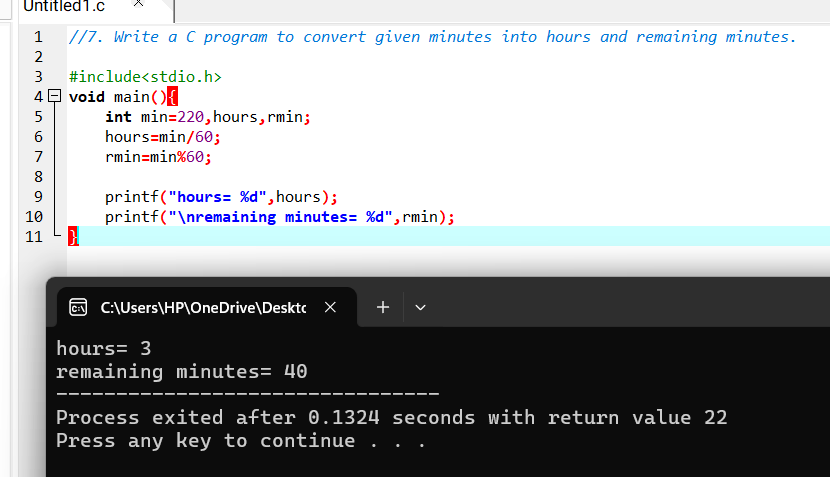 Untitled1.c
1 //7. Write a C program to convert given minutes into hours and remaining minutes.
2
3 #include<stdio.h>
4 void main(){
5 int min=220,hours,rmin;
6 hours=min/60;
7 rmin=min%60;
8
9 printf("hours= %d",hours);
10 printf("\nremaining minutes= %d",rmin);
11 }
C:\Users\HP\OneDrive\Deskto
hours= 3
remaining minutes= 40
--------------------------------
Process exited after 0.1324 seconds with return value 22
Press any key to continue . . .